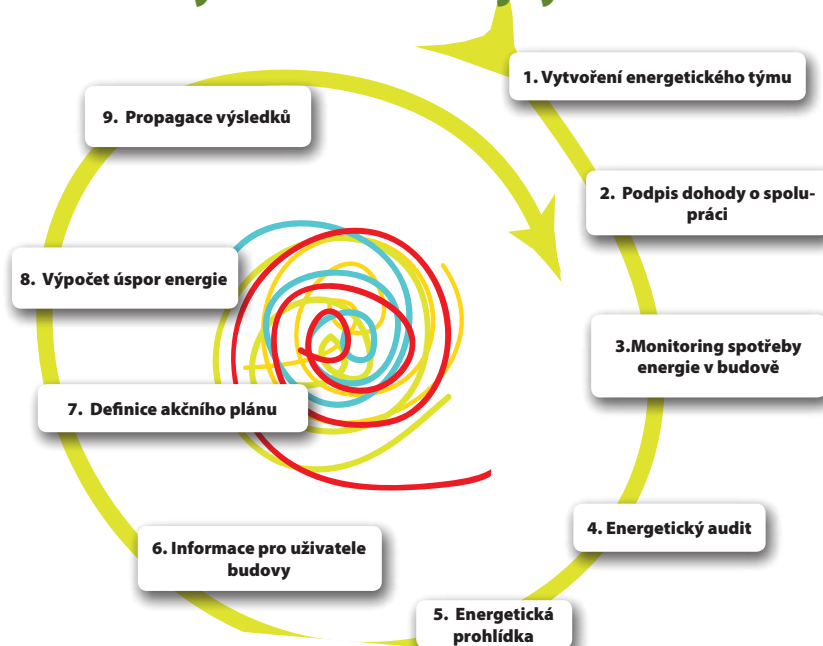 1. Vytvoření energetického týmu
2. Podpis dohody o spolu-
práci
3.Monitoring spotřeby
energie v budově
4. Energetický audit
5. Energetická
prohlídka
6. Informace pro uživatele
budovy
7. Definice akčního plánu
8. Výpočet úspor energie
9. Propagace výsledků